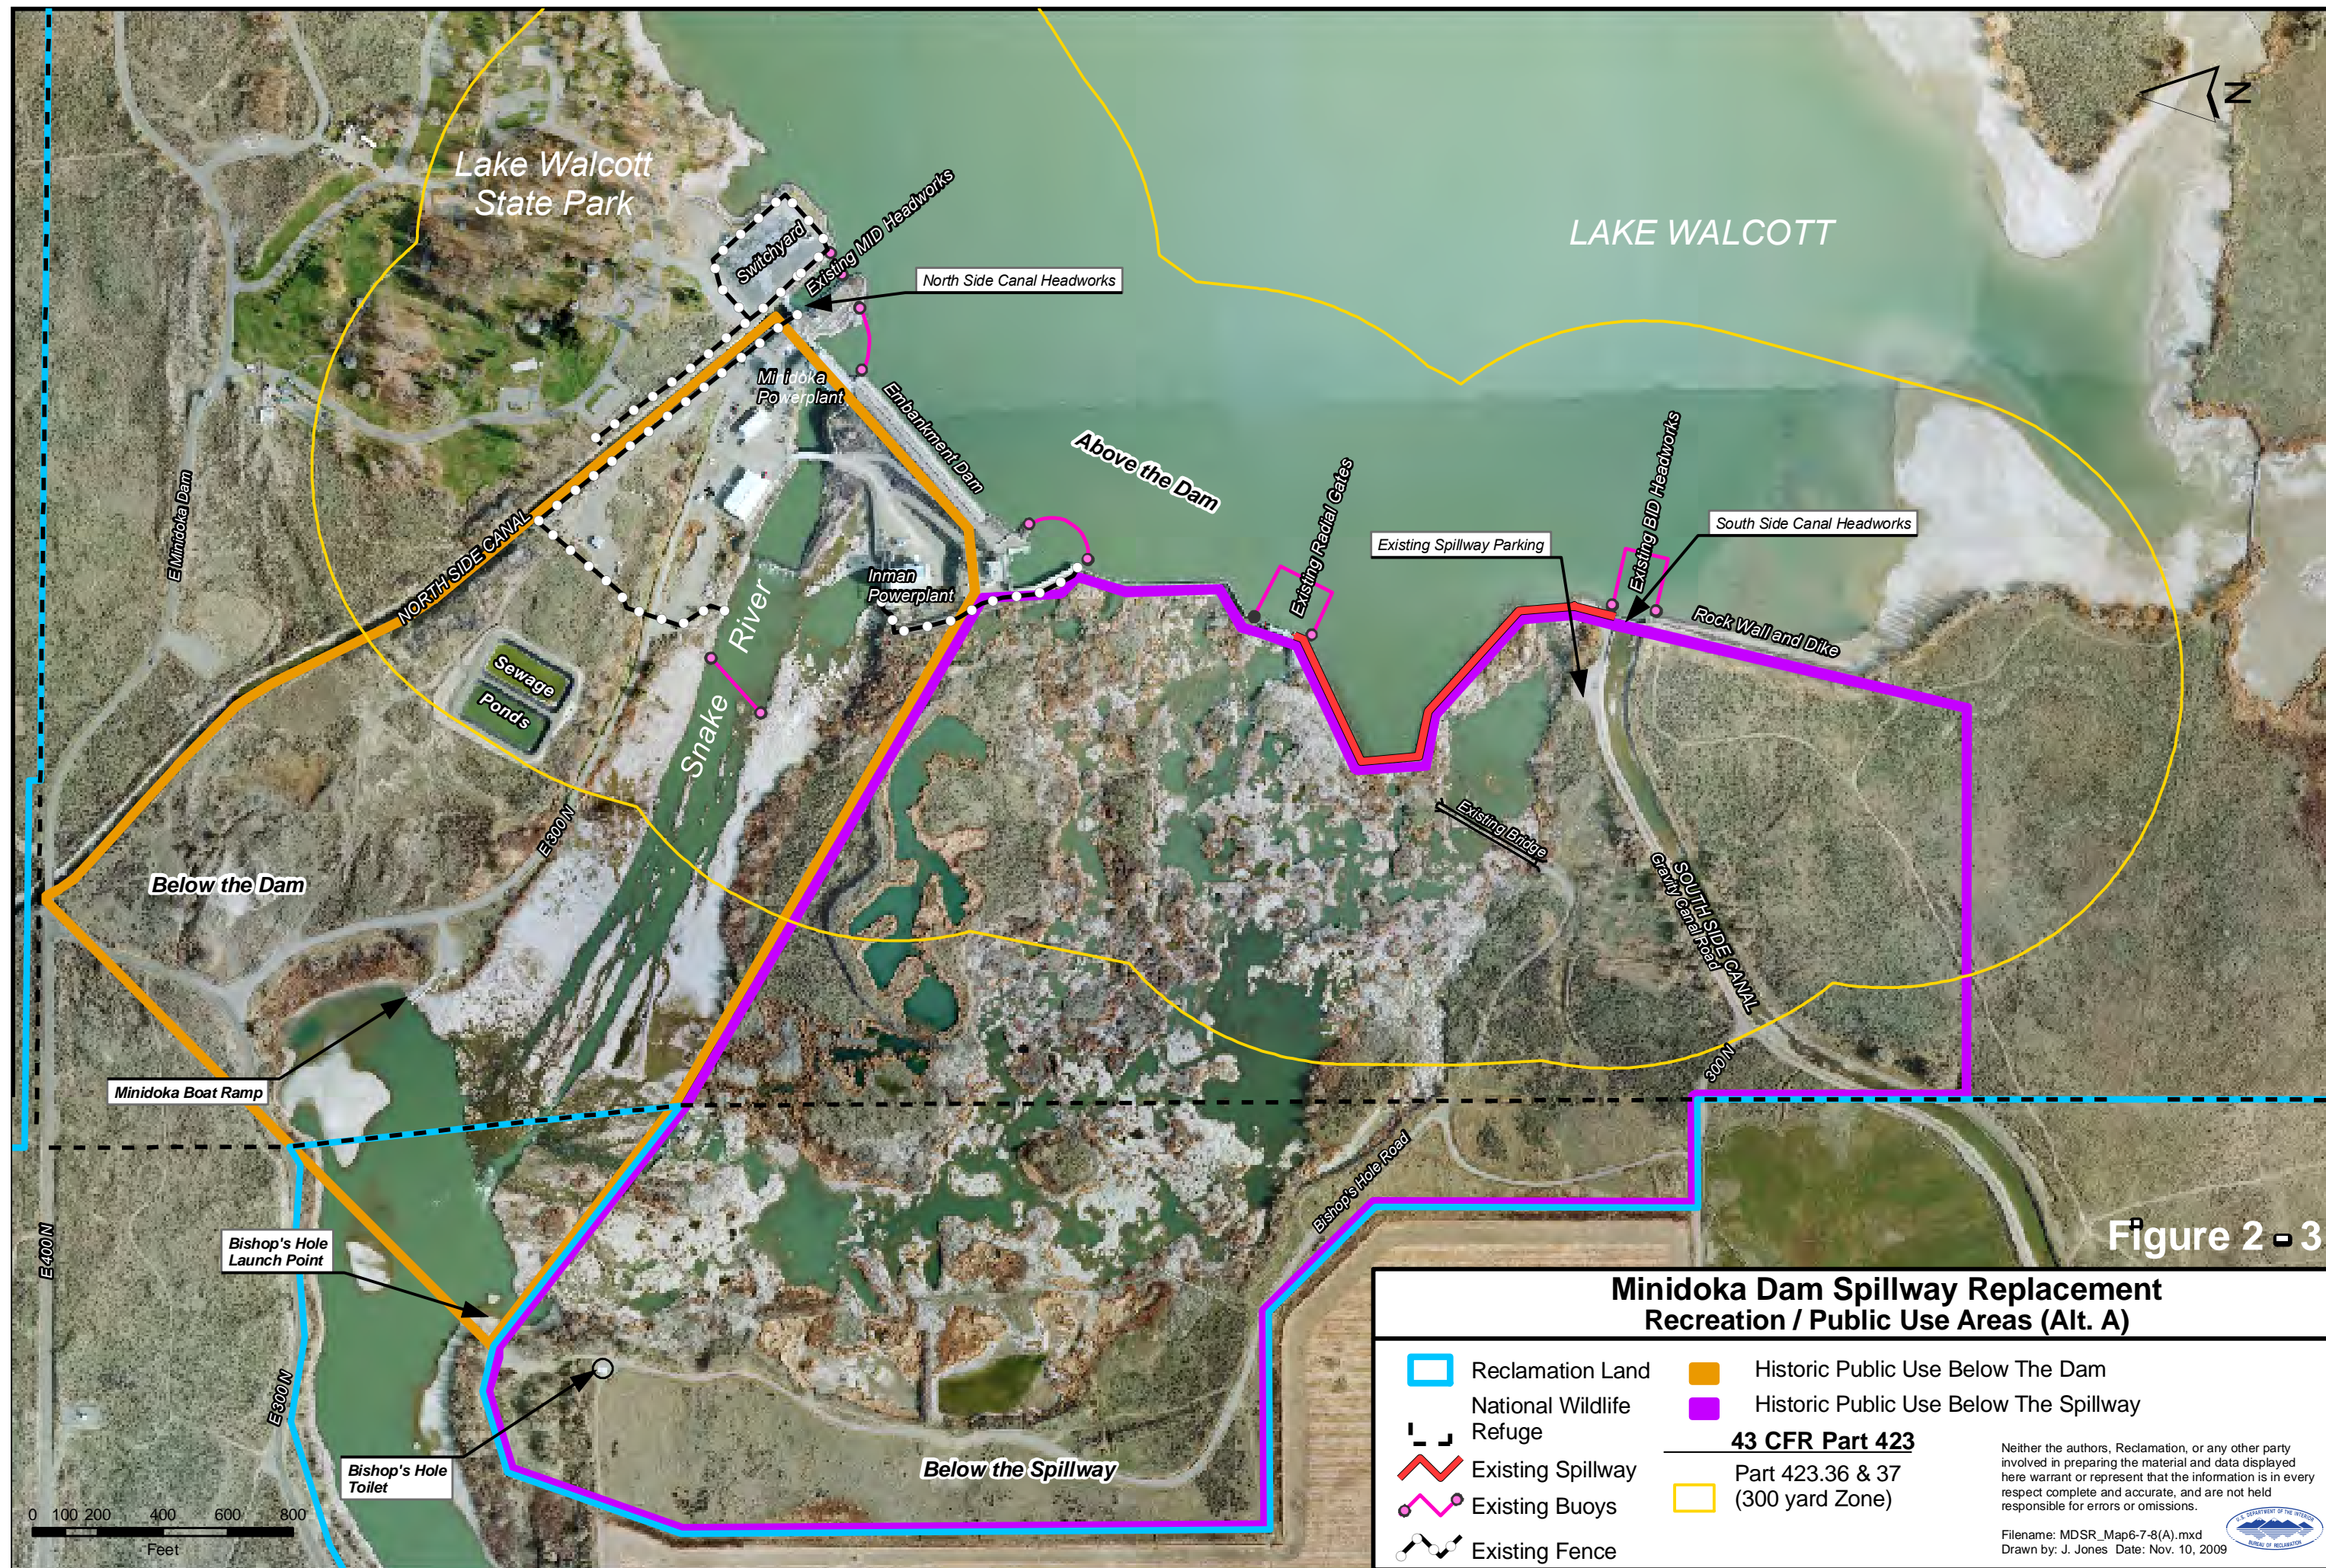 Lake Walcott
State Park
LAKE WALCOTT
N
Switchyard
Existing MID Headworks
North Side Canal Headworks
Minidoka
Powerplant
Embankment Dam
Above the Dam
Existing Radial Gates
Existing Spillway Parking
Existing BID Headworks
South Side Canal Headworks
Rock Wall and Dike
E Minidoka Dam
NORTH SIDE CANAL
Inman
Powerplant
Snake River
Sewage
Ponds
E 300 N
Below the Dam
Existing Bridge
SOUTH SIDE CANAL
Gravity Canal Road
300 N
Minidoka Boat Ramp
Bishop's Hole Road
E 400 N
Bishop's Hole
Launch Point
E 300 N
Bishop's Hole
Toilet
Below the Spillway
0 100 200 400 600 800
Feet
Figure 2 - 3
Minidoka Dam Spillway Replacement
Recreation / Public Use Areas (Alt. A)
Reclamation Land
National Wildlife
Refuge
Existing Spillway
Existing Buoys
Existing Fence
Historic Public Use Below The Dam
Historic Public Use Below The Spillway
43 CFR Part 423
Part 423.36 & 37
(300 yard Zone)
Neither the authors, Reclamation, or any other party
involved in preparing the material and data displayed
here warrant or represent that the information is in every
respect complete and accurate, and are not held
responsible for errors or omissions.
Filename: MDSR_Map6-7-8(A).mxd
Drawn by: J. Jones Date: Nov. 10, 2009
U.S. DEPARTMENT OF THE INTERIOR
BUREAU OF RECLAMATION